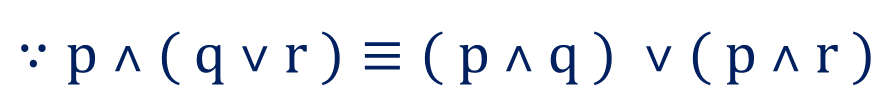 ∵ p ∧ ( q ∨ r ) ≡ ( p ∧ q ) ∨ ( p ∧ r )